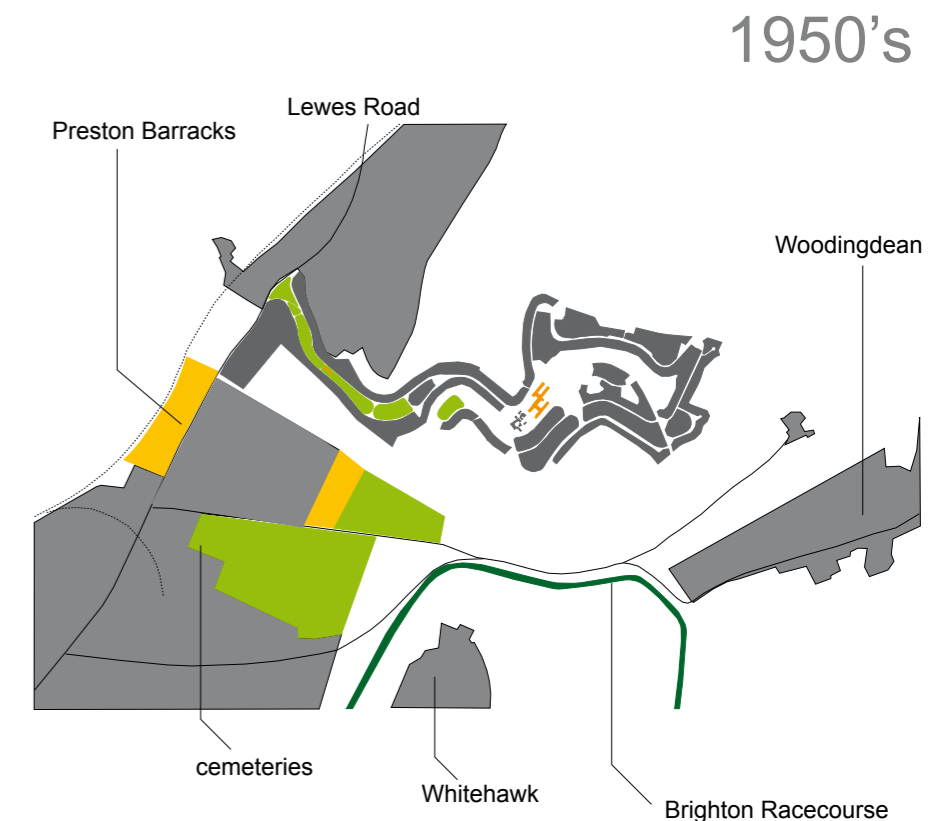 1950's
Lewes Road
Preston Barracks
Woodingdean
cemeteries
Whitehawk
Brighton Racecourse